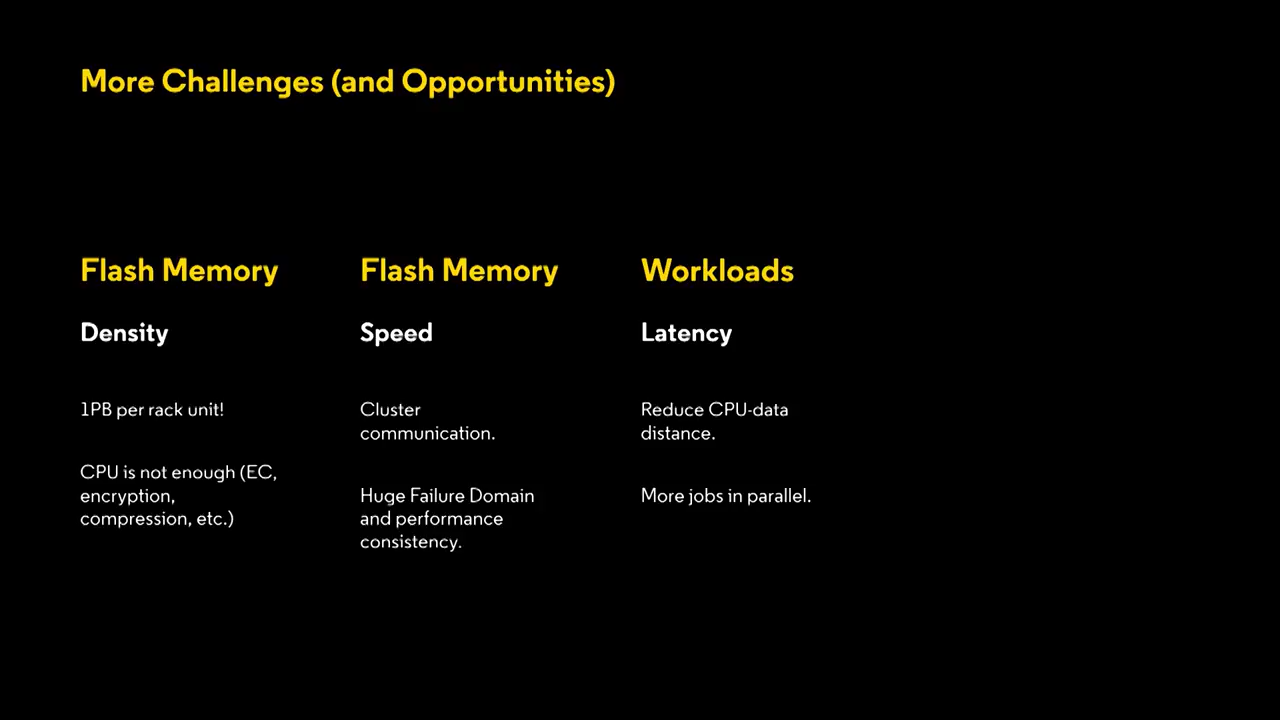 More Challenges (and Opportunities)
Flash Memory
Density
1PB per rack unit!
CPU is not enough (EC,
encryption,
compression, etc.)
Flash Memory
Speed
Cluster
communication.
Huge Failure Domain
and performance
consistency.
Workloads
Latency
Reduce CPU-data
distance.
More jobs in parallel.